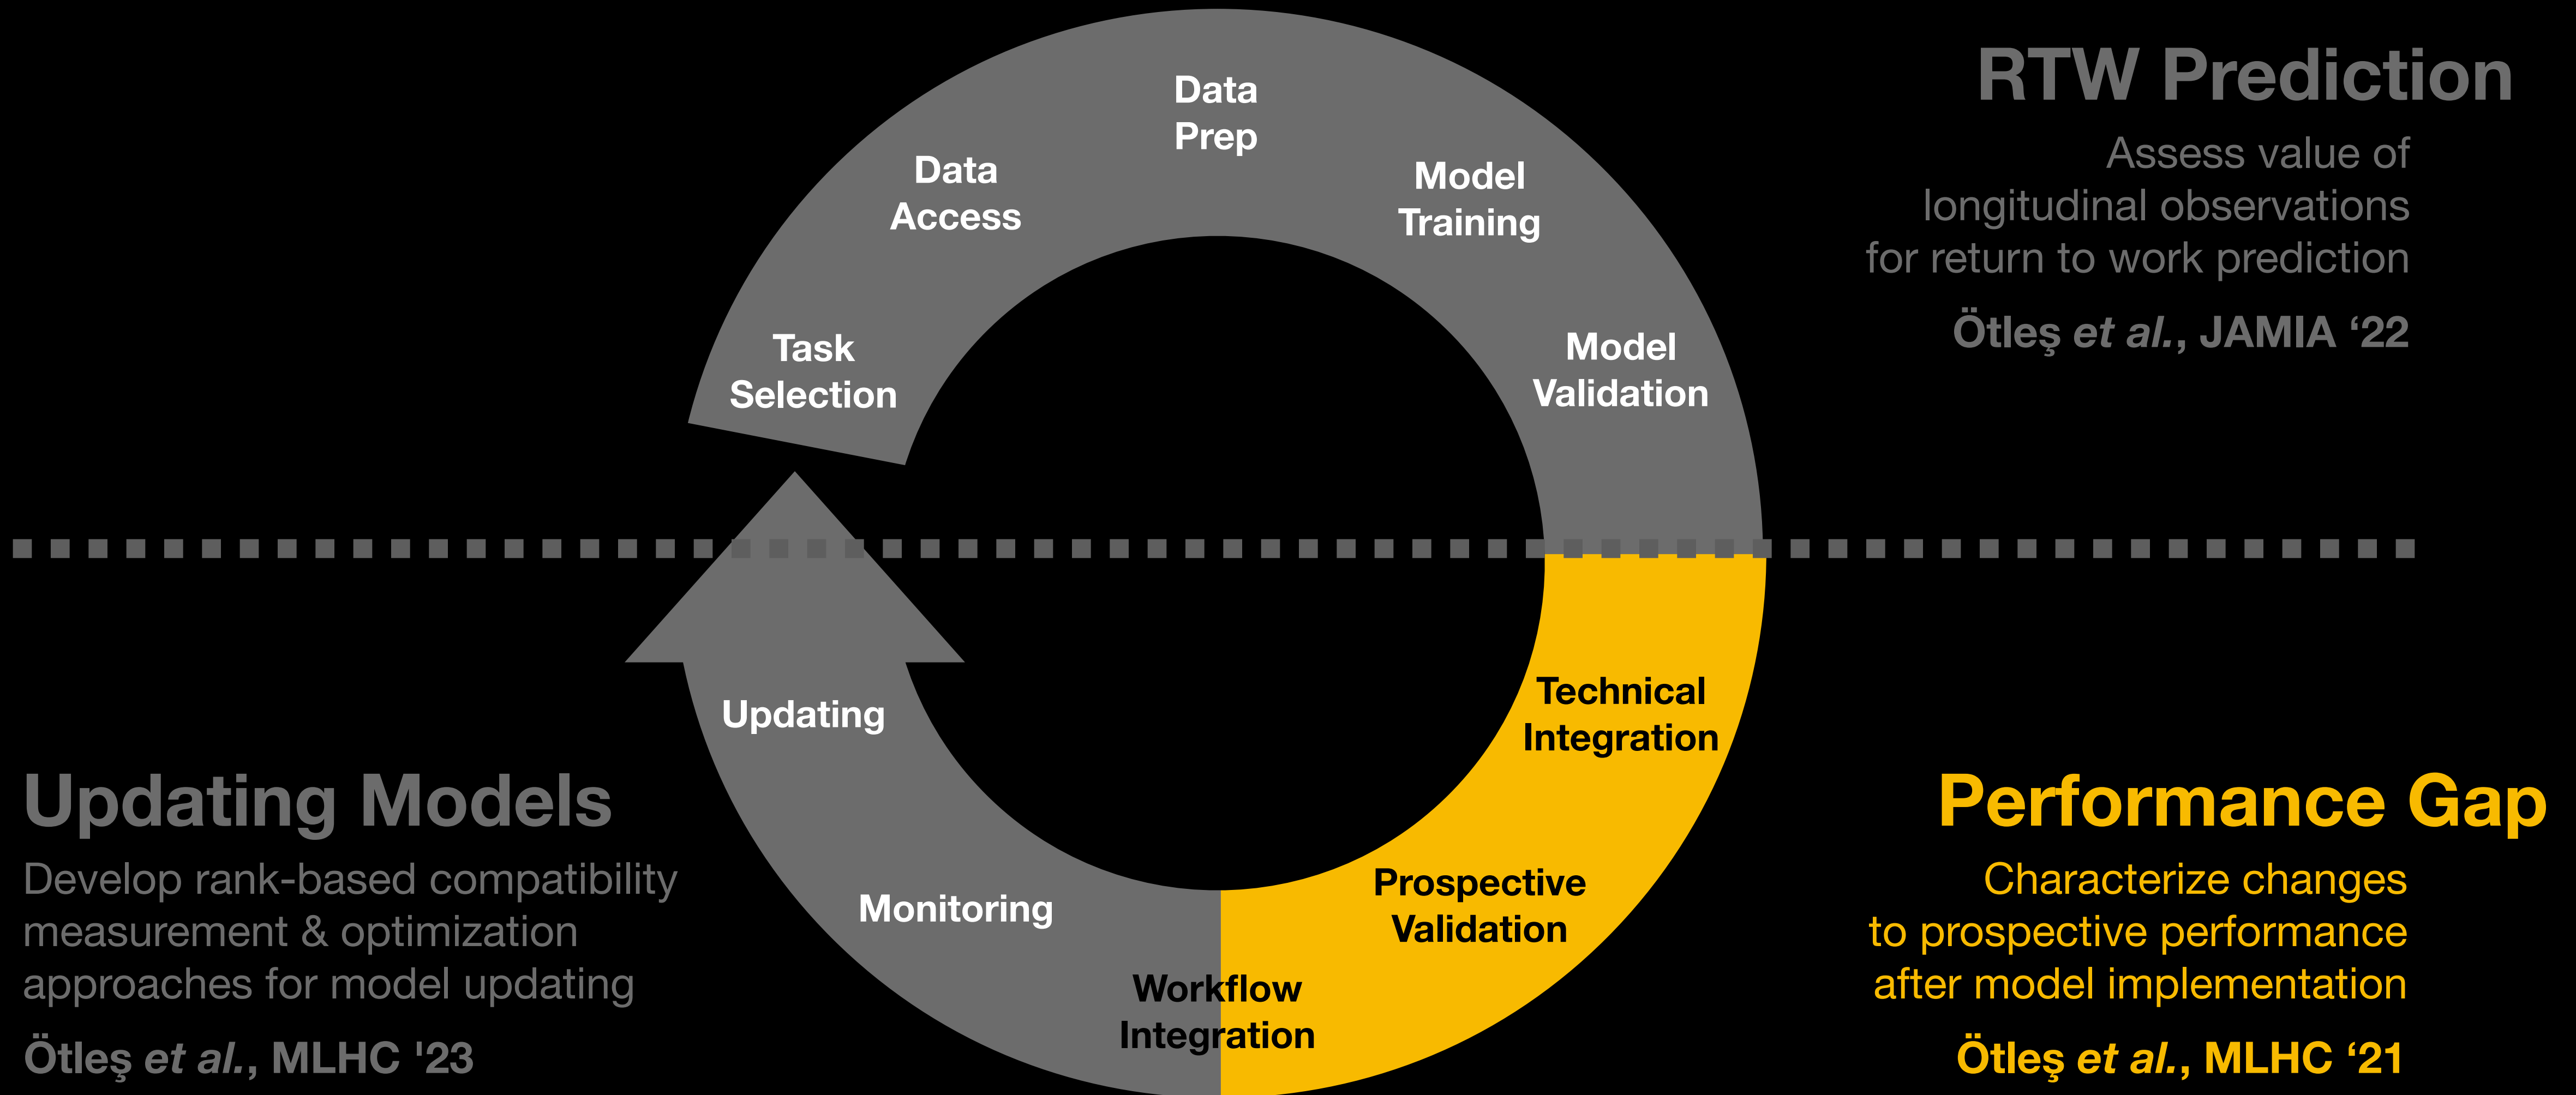 Data
Prep
Data
Access
Model
Training
Task
Selection
Model
Validation
Technical
Integration
Prospective
Validation
Workflow
Integration
Monitoring
Updating
RTW Prediction
Assess value of
longitudinal observations
for return to work prediction
Ötleş et al., JAMIA ‘22
Performance Gap
Characterize changes
to prospective performance
after model implementation
Ötleş et al., MLHC ‘21
Updating Models
Develop rank-based compatibility
measurement & optimization
approaches for model updating
Ötleş et al., MLHC '23